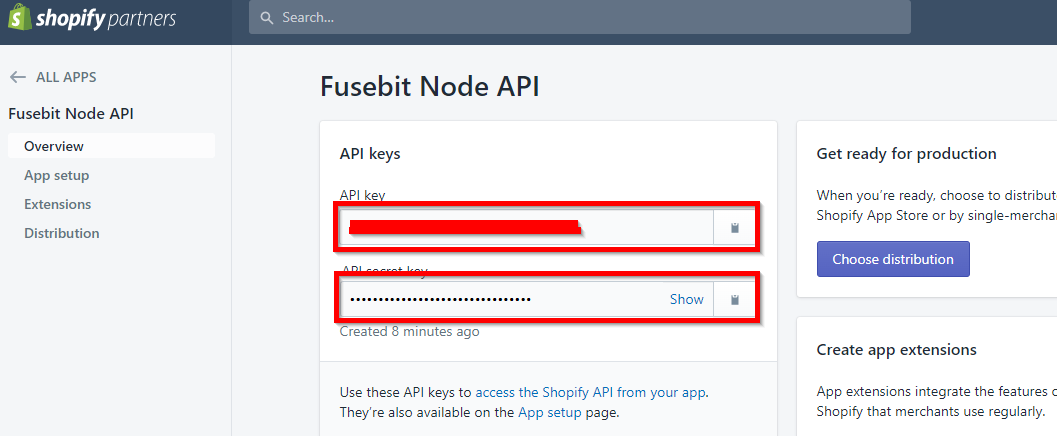 shopify partners
Search...
ALL APPS
Fusebit Node API
Overview
App setup
Extensions
Distribution
Fusebit Node API
API keys
API key
API secret key
••••••••••••••••••••••••••••••••
Show
Created 8 minutes ago
Use these API keys to access the Shopify API from your app.
They’re also available on the App setup page.
Get ready for production
When you’re ready, choose to distribut
Shopify App Store or by single-mercha
Choose distribution
Create app extensions
App extensions integrate the features o
Shopify that merchants use regularly.